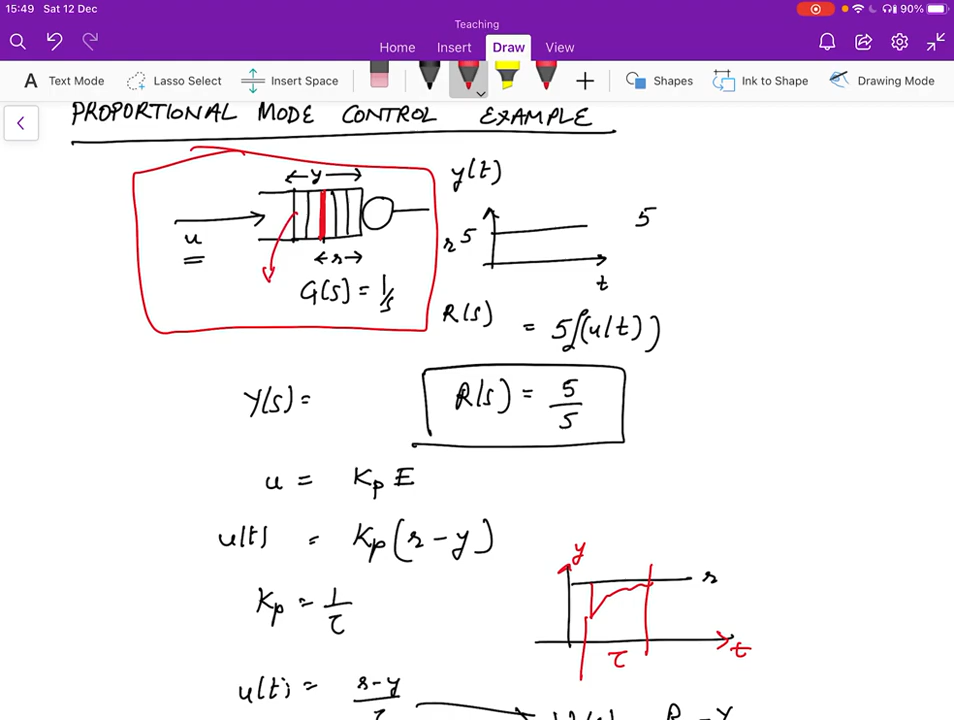 15:49 Sat 12 Dec
90%
Teaching
Home Insert Draw View
Text Mode Lasso Select Insert Space Shapes Ink to Shape Drawing Mode
PROPORTIONAL MODE CONTROL EXAMPLE
y
u
r
G(s) = 1/s
y(t)
r 5
t
5
R(s) = 5∫(u(t))
Y(s) =
R(s) = 5/s
u = Kp E
u(t) = Kp(r-y)
Kp = 1/τ
y
r
τ
t
u(t) = r-y/τ